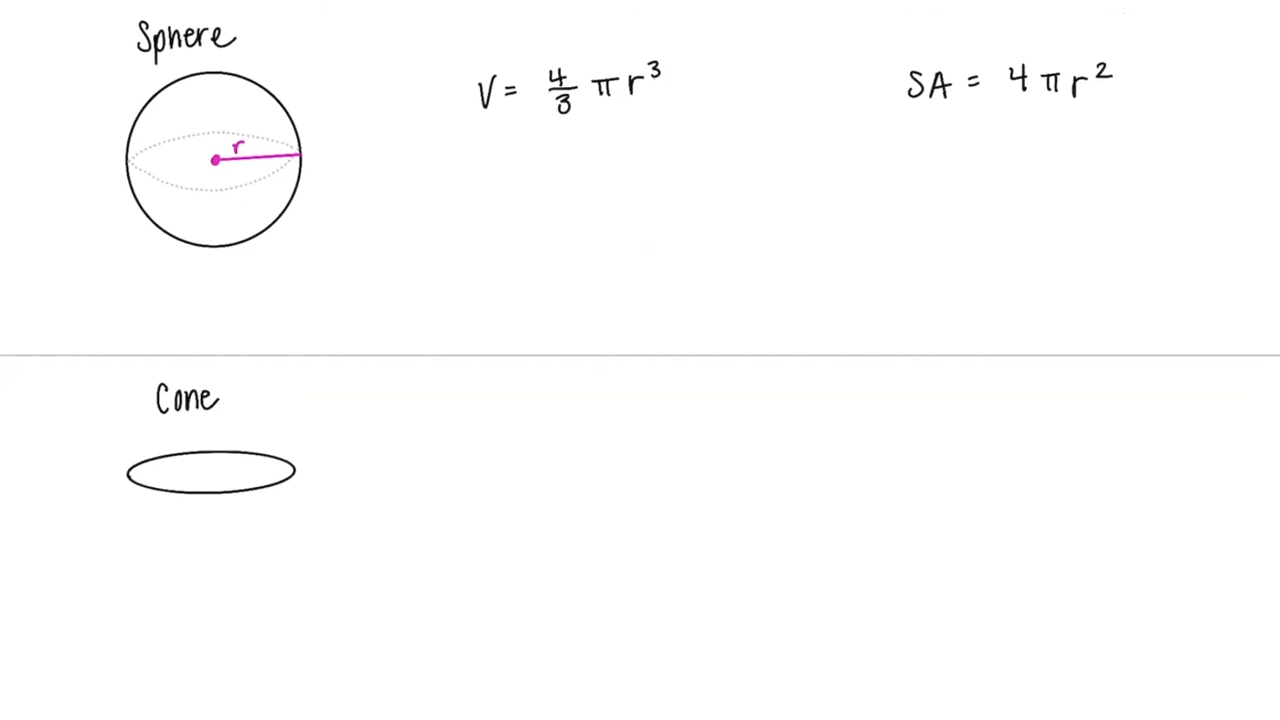 Sphere
V = 4/3 π r³
SA = 4 π r²
r
Cone